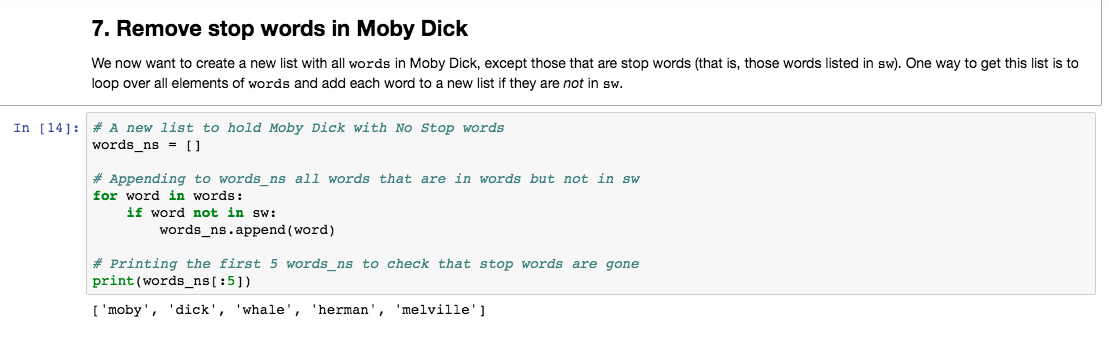 7. Remove stop words in Moby Dick
We now want to create a new list with all words in Moby Dick, except those that are stop words (that is, those words listed in sw). One way to get this list is to
loop over all elements of words and add each word to a new list if they are not in sw.
In [14]: # A new list to hold Moby Dick with No Stop words
words_ns = []
# Appending to words_ns all words that are in words but not in sw
for word in words:
    if word not in sw:
        words_ns.append(word)
# Printing the first 5 words_ns to check that stop words are gone
print(words_ns[:5])
['moby', 'dick', 'whale', 'herman', 'melville']